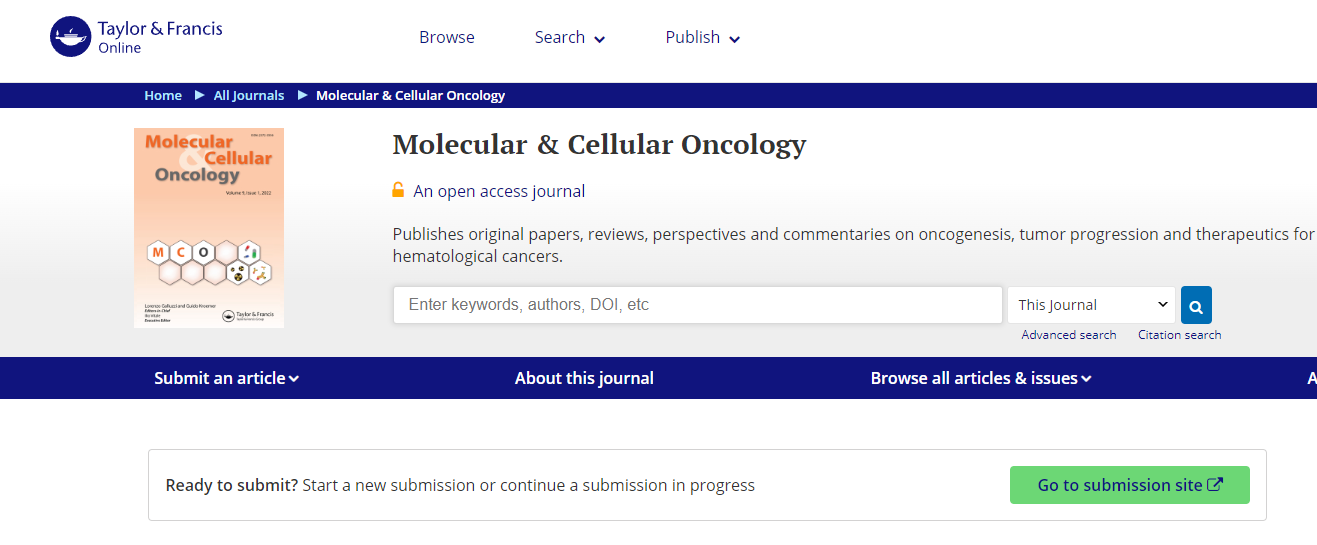 Taylor & Francis
Online
Browse
Search
Publish
Home
All Journals
Molecular & Cellular Oncology
Molecular
& Cellular
Oncology
Volume 9, Issue 1, 2022
M C O
Lorenzo Galluzzi and Guido Kroemer
Editors in Chief
Executive Editor
Taylor & Francis
Molecular & Cellular Oncology
An open access journal
Publishes original papers, reviews, perspectives and commentaries on oncogenesis, tumor progression and therapeutics for
hematological cancers.
Enter keywords, authors, DOI, etc
This Journal
Advanced search
Citation search
Submit an article
About this journal
Browse all articles & issues
A
Ready to submit? Start a new submission or continue a submission in progress
Go to submission site